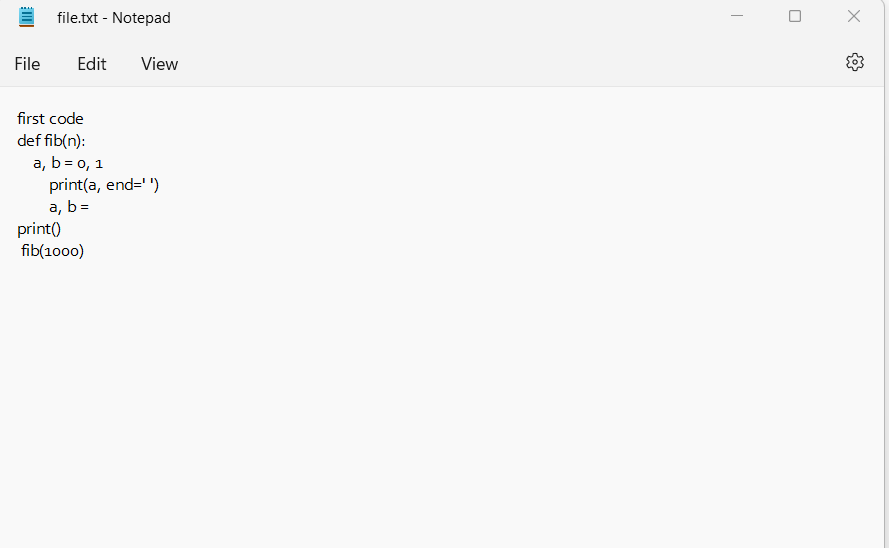 file.txt - Notepad
File Edit View
first code
def fib(n):
    a, b = 0, 1
        print(a, end=' ')
        a, b =
print()
 fib(1000)